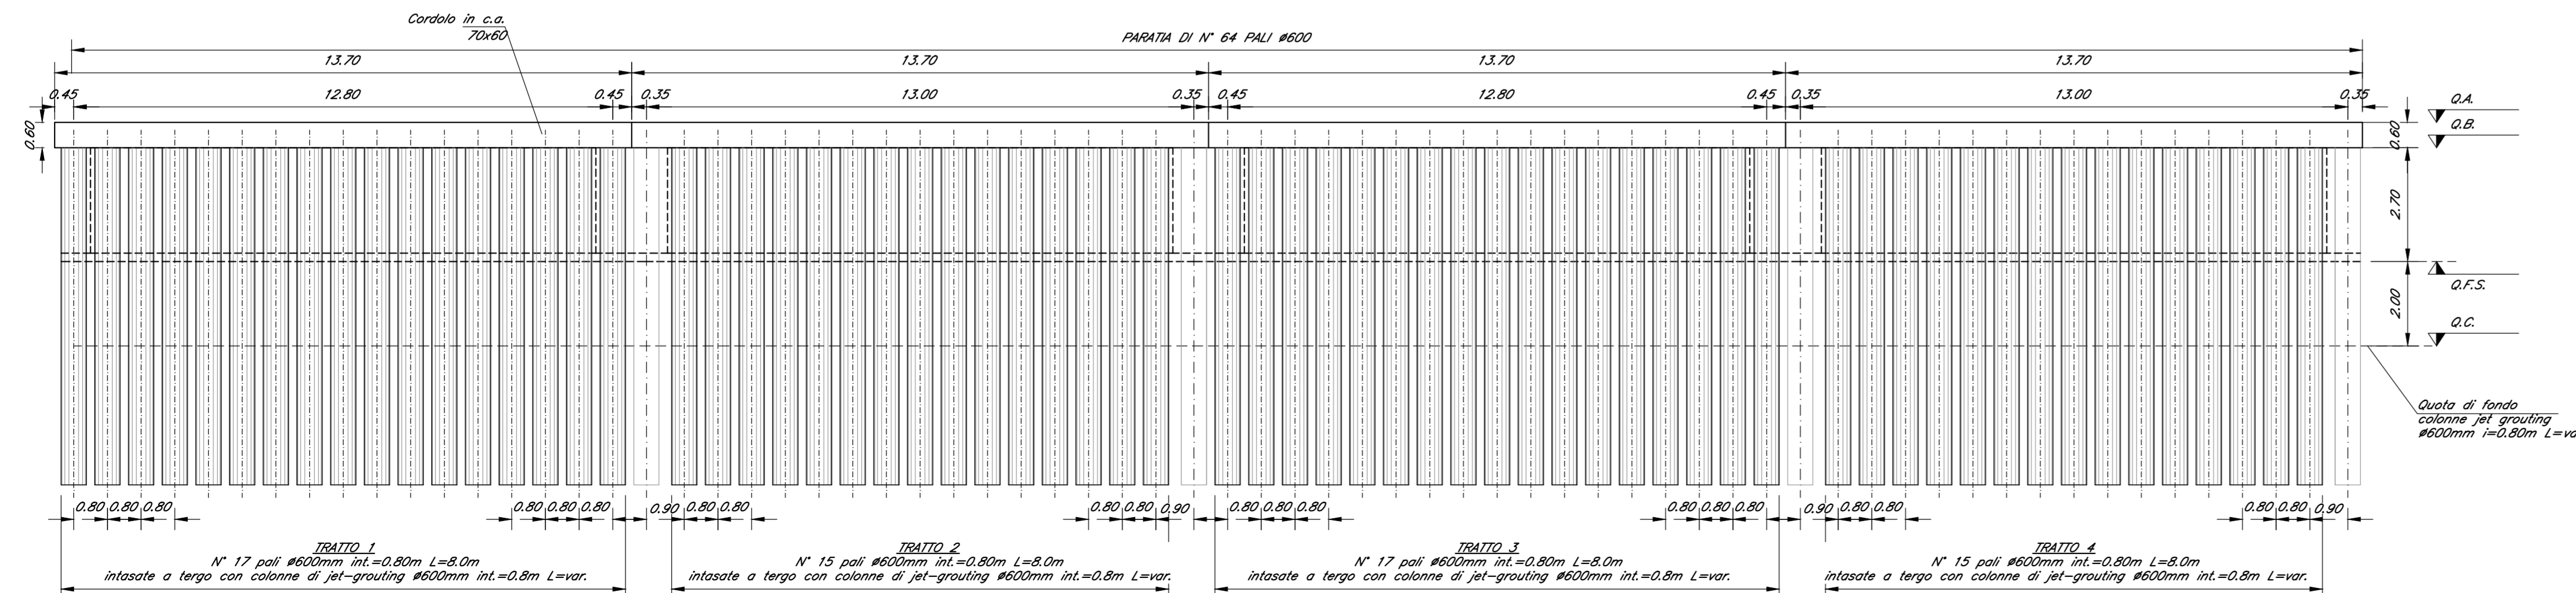 Cordolo in c.a.
70x60
PARATIA DI N° 64 PALI ø600
13.70 13.70 13.70 13.70
0.45 12.80 0.45 0.35 13.00 0.35 0.45 12.80 0.45 0.35 13.00 0.35
Q.A.
0.60 0.60
Q.B.
2.70
Q.F.S.
2.00
Q.C.
Quota di fondo
colonne jet grouting
ø600mm i=0.80m L=va
0.80 0.80 0.80 0.80 0.80 0.80 0.90 0.80 0.80 0.80 0.80 0.90 0.80 0.80 0.80 0.80 0.80 0.80 0.90 0.80 0.80 0.80 0.80 0.90
TRATTO 1
N° 17 pali ø600mm int.=0.80m L=8.0m
intasate a tergo con colonne di jet-grouting ø600mm int.=0.8m L=var.
TRATTO 2
N° 15 pali ø600mm int.=0.80m L=8.0m
intasate a tergo con colonne di jet-grouting ø600mm int.=0.8m L=var.
TRATTO 3
N° 17 pali ø600mm int.=0.80m L=8.0m
intasate a tergo con colonne di jet-grouting ø600mm int.=0.8m L=var.
TRATTO 4
N° 15 pali ø600mm int.=0.80m L=8.0m
intasate a tergo con colonne di jet-grouting ø600mm int.=0.8m L=var.